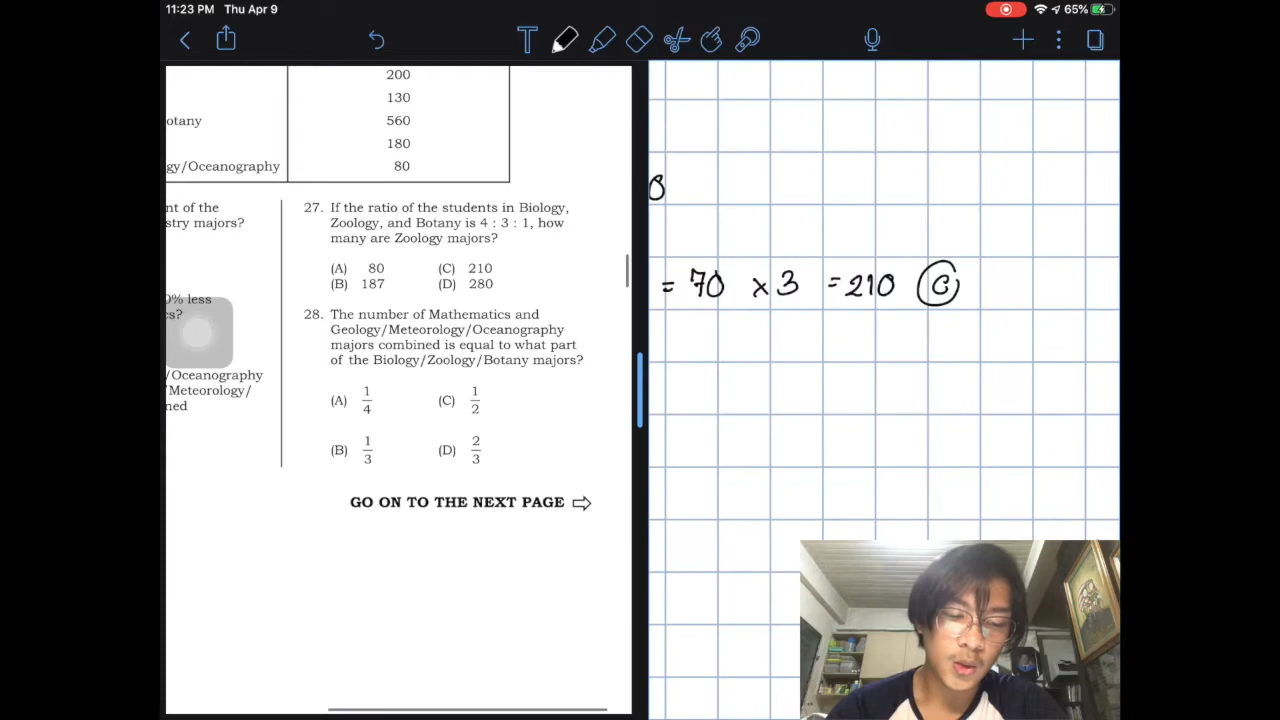 11:23 PM Thu Apr 9
65%
T
200
130
otany 560
180
gy/Oceanography 80
nt of the
stry majors?
0% less
cs?
/Oceanography
Meteorology/
ned
27. If the ratio of the students in Biology,
Zoology, and Botany is 4 : 3 : 1, how
many are Zoology majors?
(A) 80 (C) 210
(B) 187 (D) 280
28. The number of Mathematics and
Geology/Meteorology/Oceanography
majors combined is equal to what part
of the Biology/Zoology/Botany majors?
(A) 1/4 (C) 1/2
(B) 1/3 (D) 2/3
GO ON TO THE NEXT PAGE
= 70 x 3 = 210 C